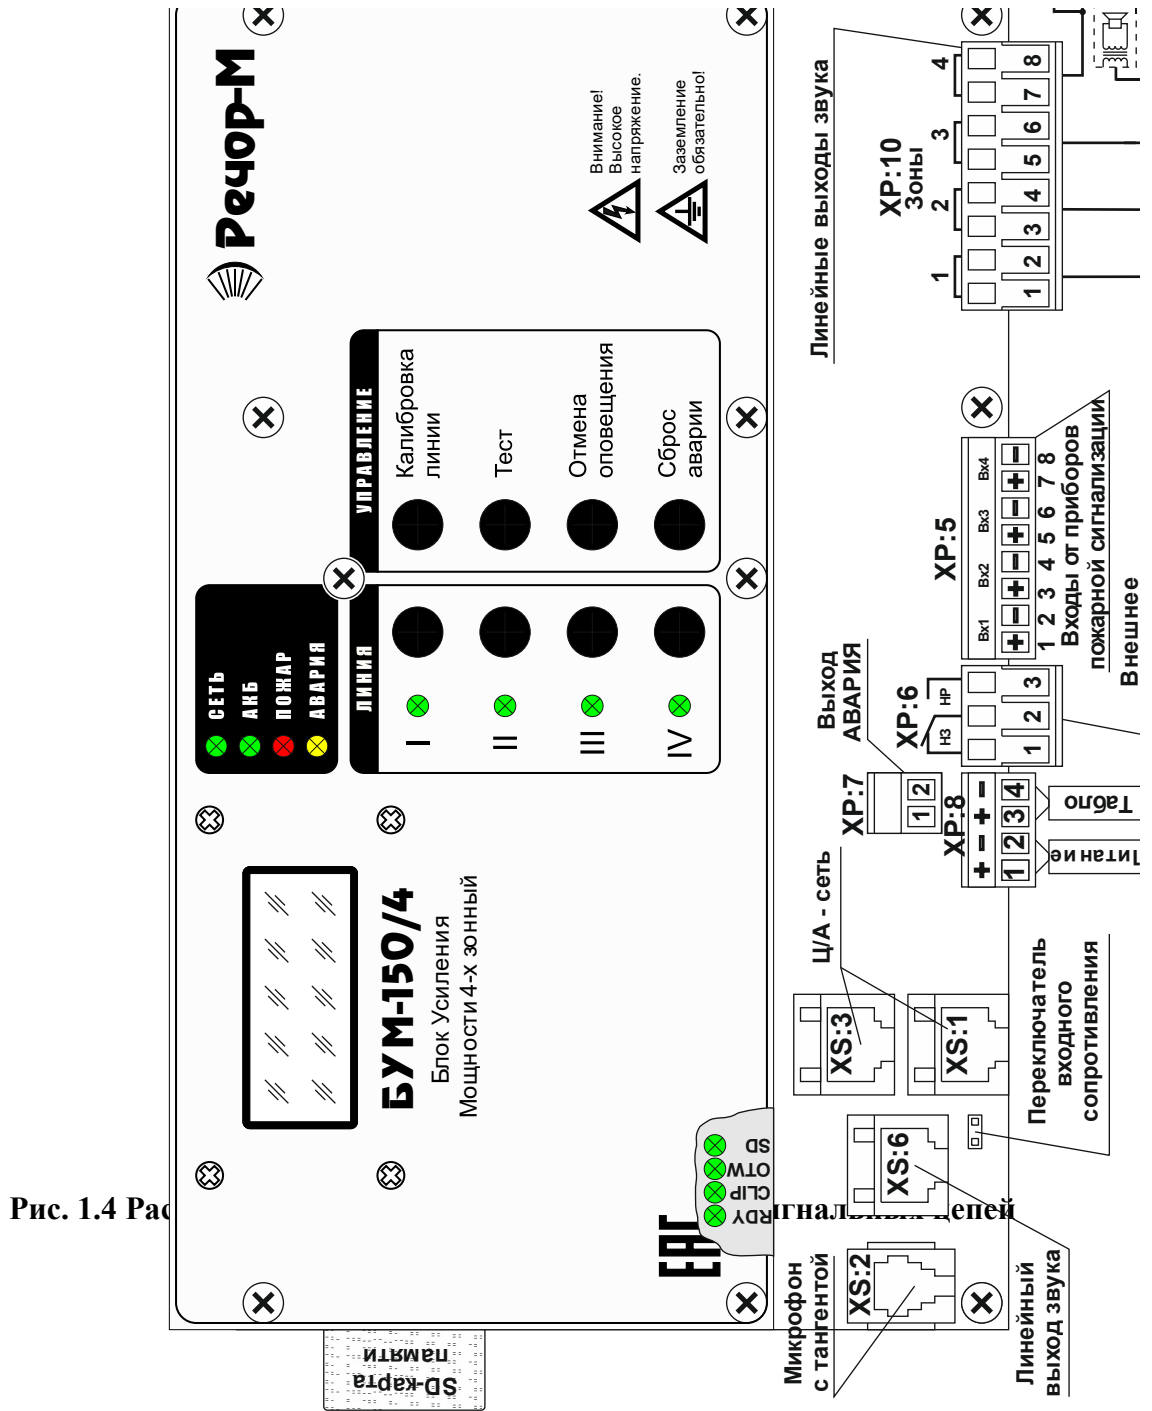 Речор-М
Внимание!
Высокое
напряжение.
Заземление
обязательно!
УПРАВЛЕНИЕ
Калибровка
линии
Тест
Отмена
оповещения
Сброс
аварии
СЕТЬ
АКБ
ПОЖАР
АВАРИЯ
ЛИНИЯ
I
II
III
IV
БУМ-150/4
Блок Усиления
Мощности 4-х зонный
SD
OTW
CLIP
RDY
EAC
SD-карта
памяти
Линейные выходы звука
XP:10
Зоны
1 2 3 4
1 2 3 4 5 6 7 8
XP:5
Вх1 Вх2 Вх3 Вх4
+ − + − + − + −
1 2 3 4 5 6 7 8
Входы от приборов
пожарной сигнализации
Внешнее
Выход
АВАРИЯ
XP:6
НЗ НР
1 2 3
XP:7
1 2
XP:8
+ − + −
1 2 3 4
Табло
Питание
Ц/А - сеть
XS:3
XS:1
Переключатель
входного
сопротивления
XS:6
XS:2
Микрофон
с тангентой
Линейный
выход звука
Рис. 1.4 Рас
игнальных цепей